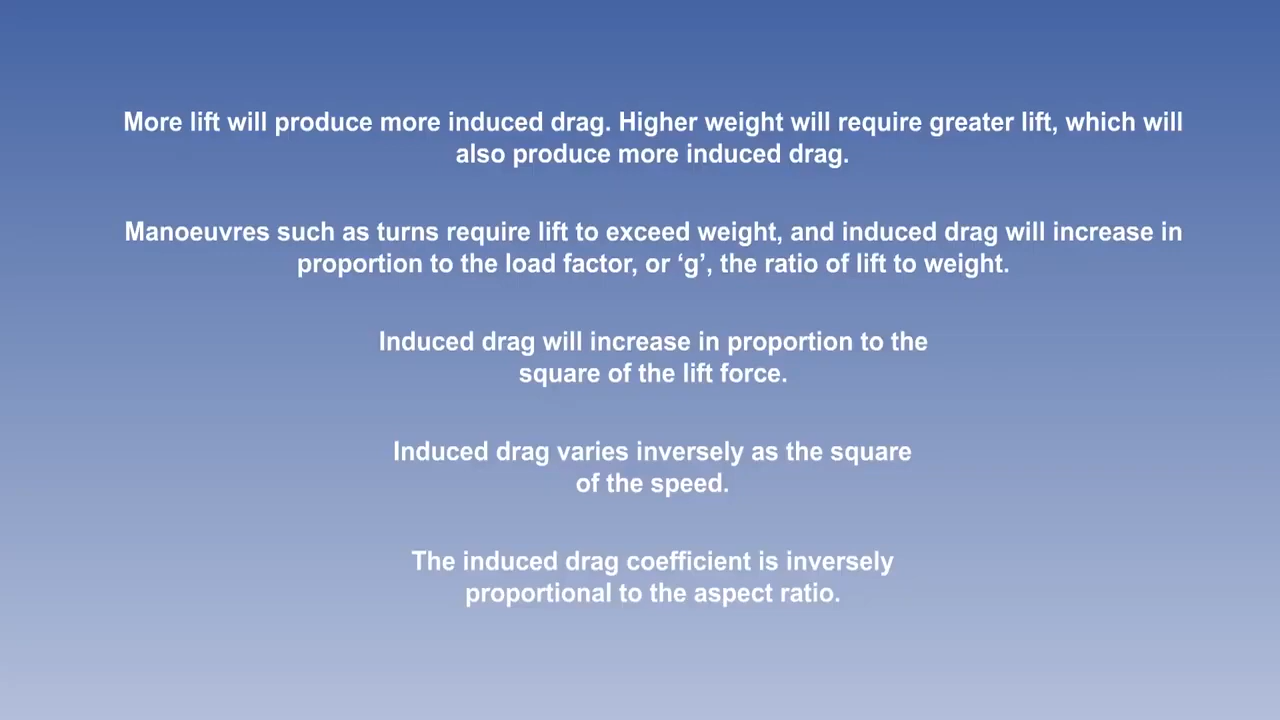 More lift will produce more induced drag. Higher weight will require greater lift, which will
also produce more induced drag.
Manoeuvres such as turns require lift to exceed weight, and induced drag will increase in
proportion to the load factor, or ‘g’, the ratio of lift to weight.
Induced drag will increase in proportion to the
square of the lift force.
Induced drag varies inversely as the square
of the speed.
The induced drag coefficient is inversely
proportional to the aspect ratio.